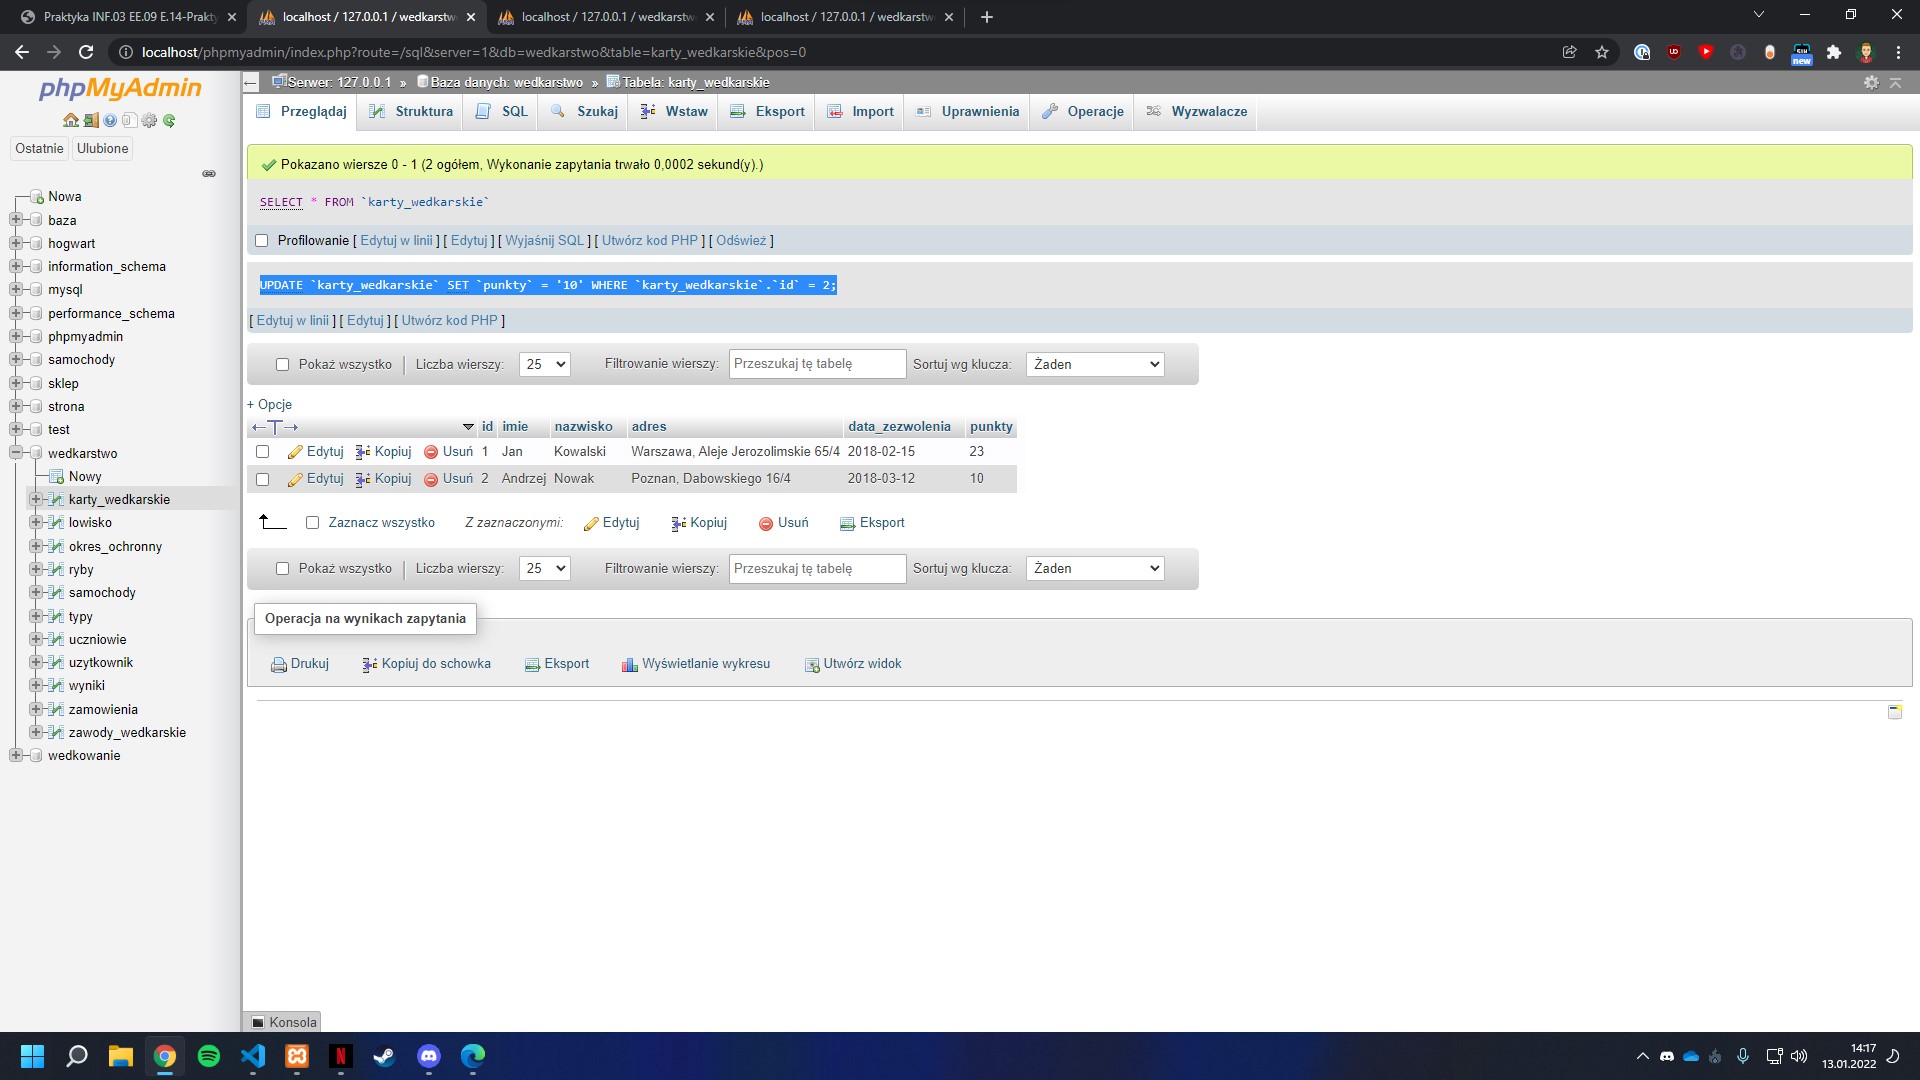 Praktyka INF.03 EE.09 E.14-Prakty
localhost / 127.0.0.1 / wedkarstw
localhost / 127.0.0.1 / wedkarstw
localhost / 127.0.0.1 / wedkarstw
localhost/phpmyadmin/index.php?route=/sql&server=1&db=wedkarstwo&table=karty_wedkarskie&pos=0
new
phpMyAdmin
Ostatnie Ulubione
Nowa
baza
hogwart
information_schema
mysql
performance_schema
phpmyadmin
samochody
sklep
strona
test
wedkarstwo
Nowy
karty_wedkarskie
lowisko
okres_ochronny
ryby
samochody
typy
uczniowie
uzytkownik
wyniki
zamowienia
zawody_wedkarskie
wedkowanie
Serwer: 127.0.0.1 » Baza danych: wedkarstwo » Tabela: karty_wedkarskie
Przeglądaj Struktura SQL Szukaj Wstaw Eksport Import Uprawnienia Operacje Wyzwalacze
Pokazano wiersze 0 - 1 (2 ogółem, Wykonanie zapytania trwało 0,0002 sekund(y).)
SELECT * FROM `karty_wedkarskie`
Profilowanie [ Edytuj w linii ] [ Edytuj ] [ Wyjaśnij SQL ] [ Utwórz kod PHP ] [ Odśwież ]
UPDATE `karty_wedkarskie` SET `punkty` = '10' WHERE `karty_wedkarskie`.`id` = 2;
[ Edytuj w linii ] [ Edytuj ] [ Utwórz kod PHP ]
Pokaż wszystko Liczba wierszy: 25 Filtrowanie wierszy: Przeszukaj tę tabelę Sortuj wg klucza: Żaden
+ Opcje
←T→ id imie nazwisko adres data_zezwolenia punkty
Edytuj Kopiuj Usuń 1 Jan Kowalski Warszawa, Aleje Jerozolimskie 65/4 2018-02-15 23
Edytuj Kopiuj Usuń 2 Andrzej Nowak Poznan, Dabowskiego 16/4 2018-03-12 10
Zaznacz wszystko Z zaznaczonymi: Edytuj Kopiuj Usuń Eksport
Pokaż wszystko Liczba wierszy: 25 Filtrowanie wierszy: Przeszukaj tę tabelę Sortuj wg klucza: Żaden
Operacja na wynikach zapytania
Drukuj Kopiuj do schowka Eksport Wyświetlanie wykresu Utwórz widok
Konsola
14:17
13.01.2022